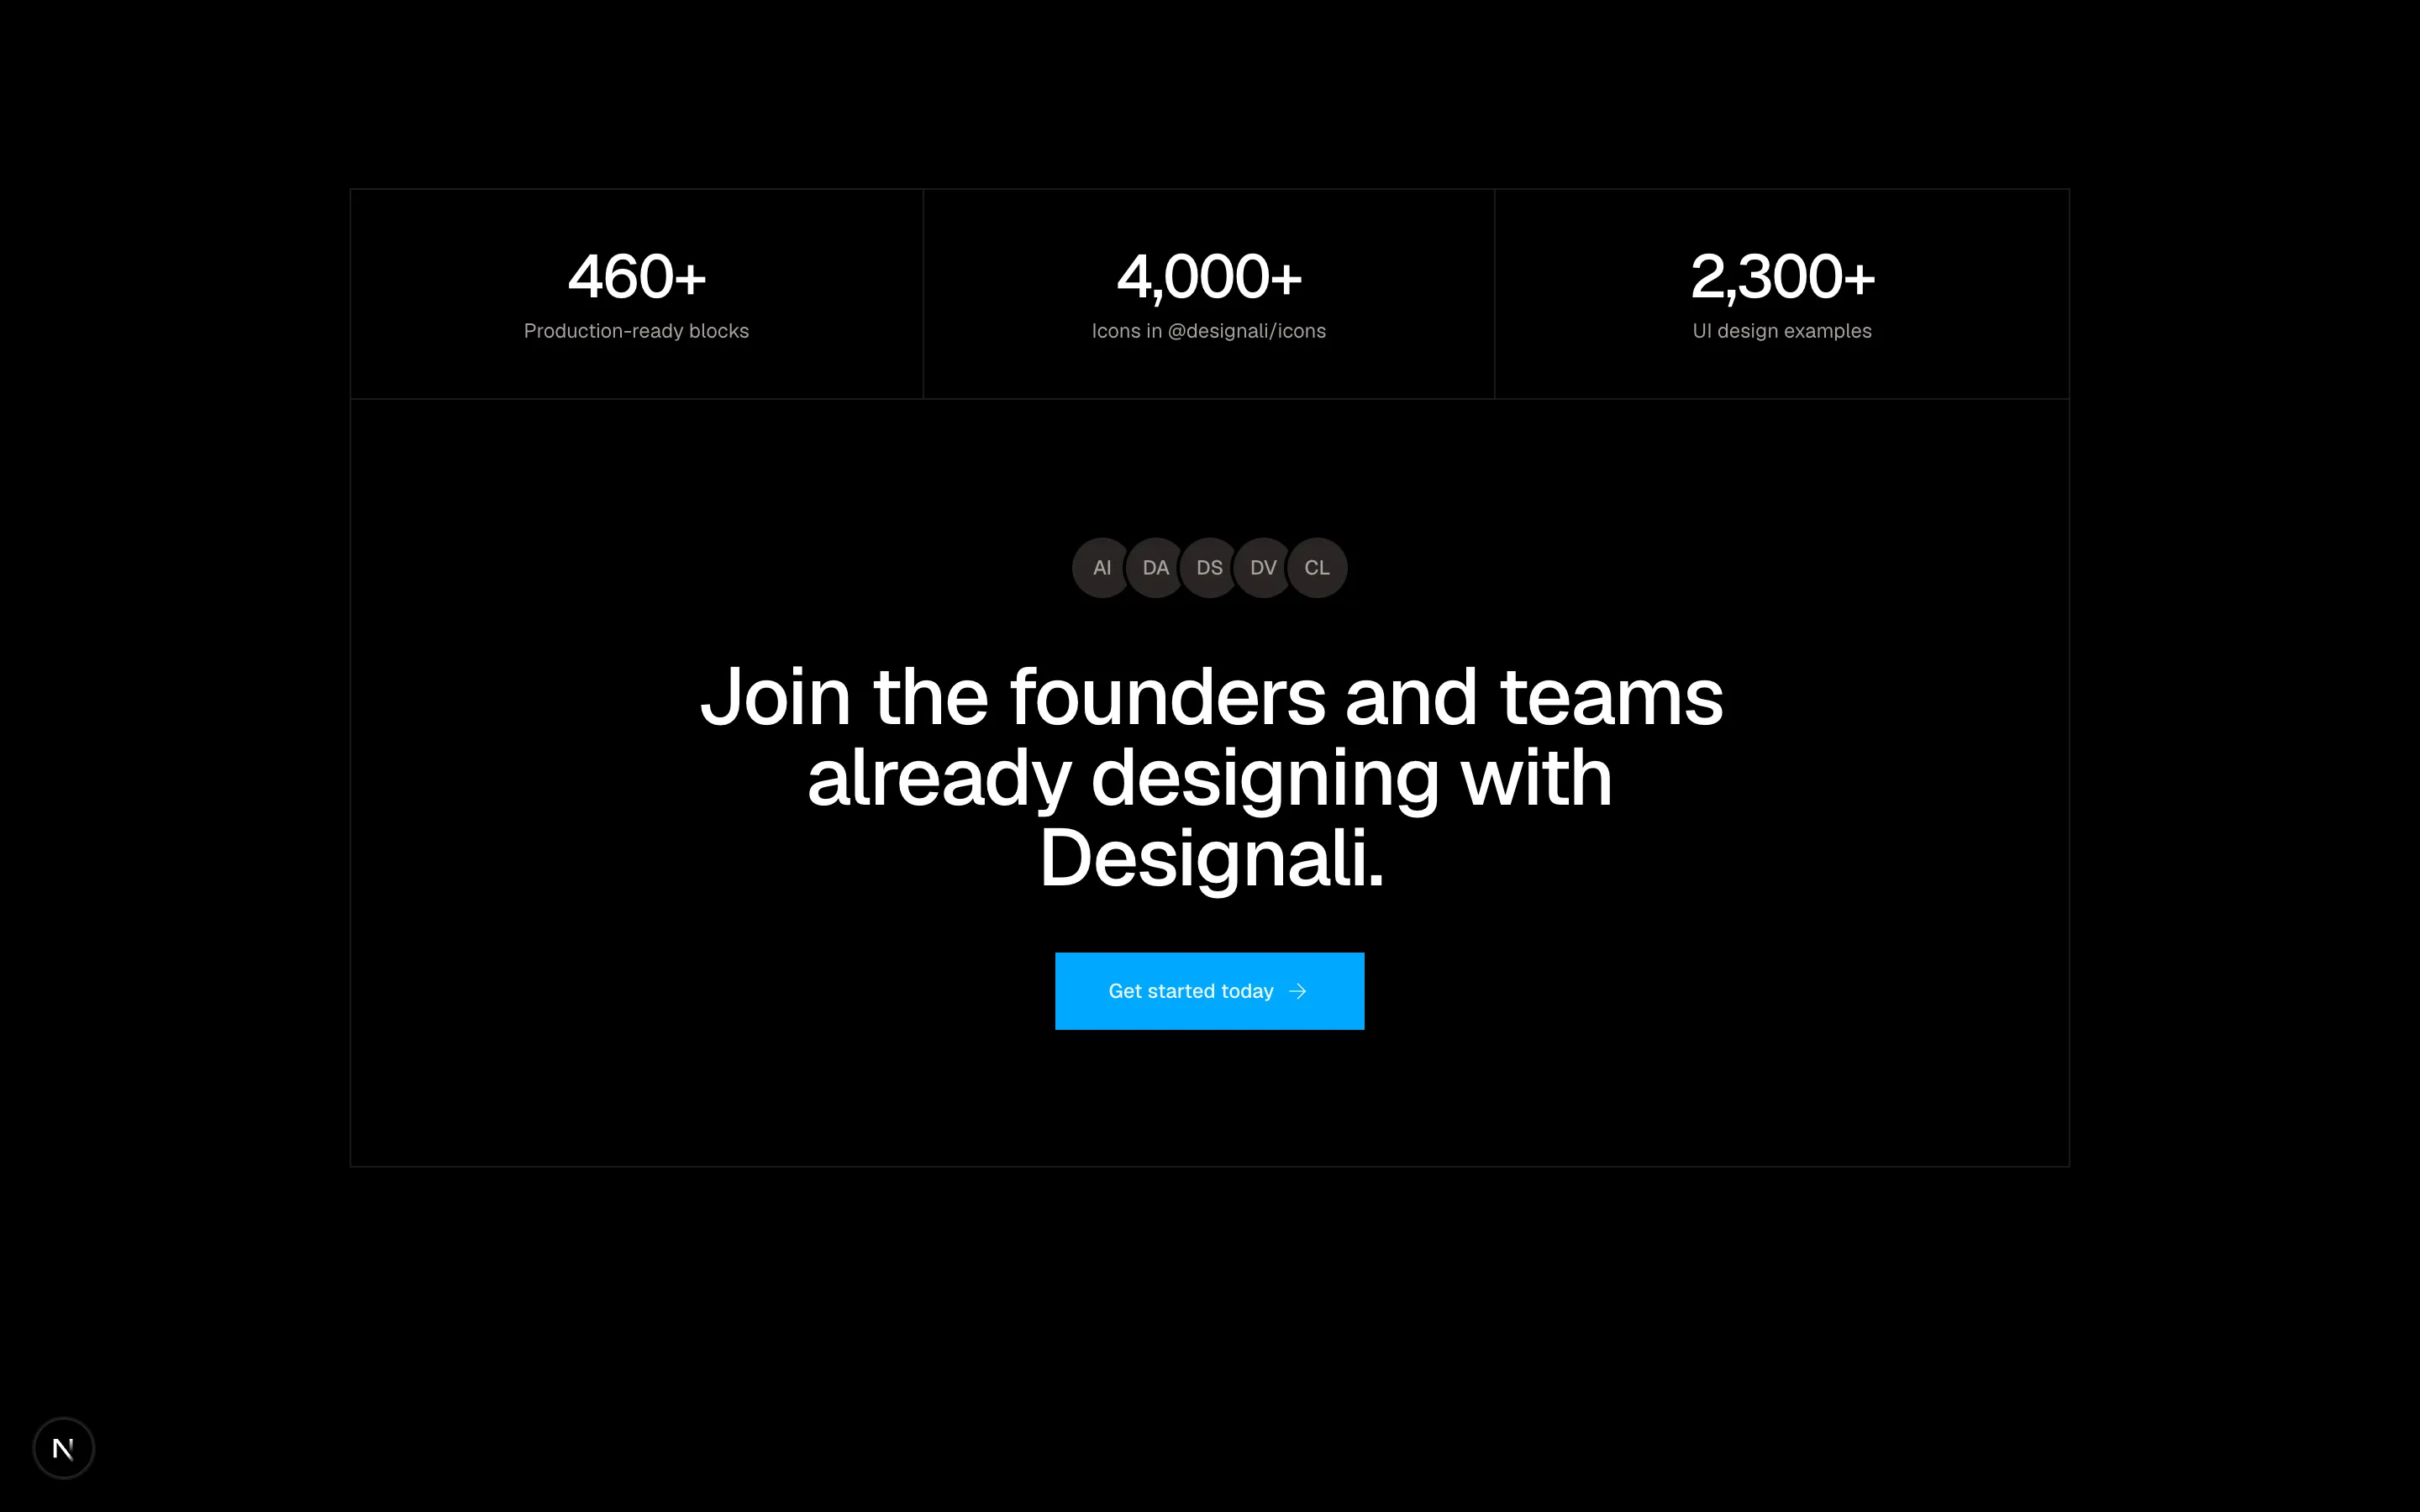 460+
Production-ready blocks
4,000+
Icons in @designali/icons
2,300+
UI design examples
AI DA DS DV CL
Join the founders and teams
already designing with
Designali.
Get started today
N